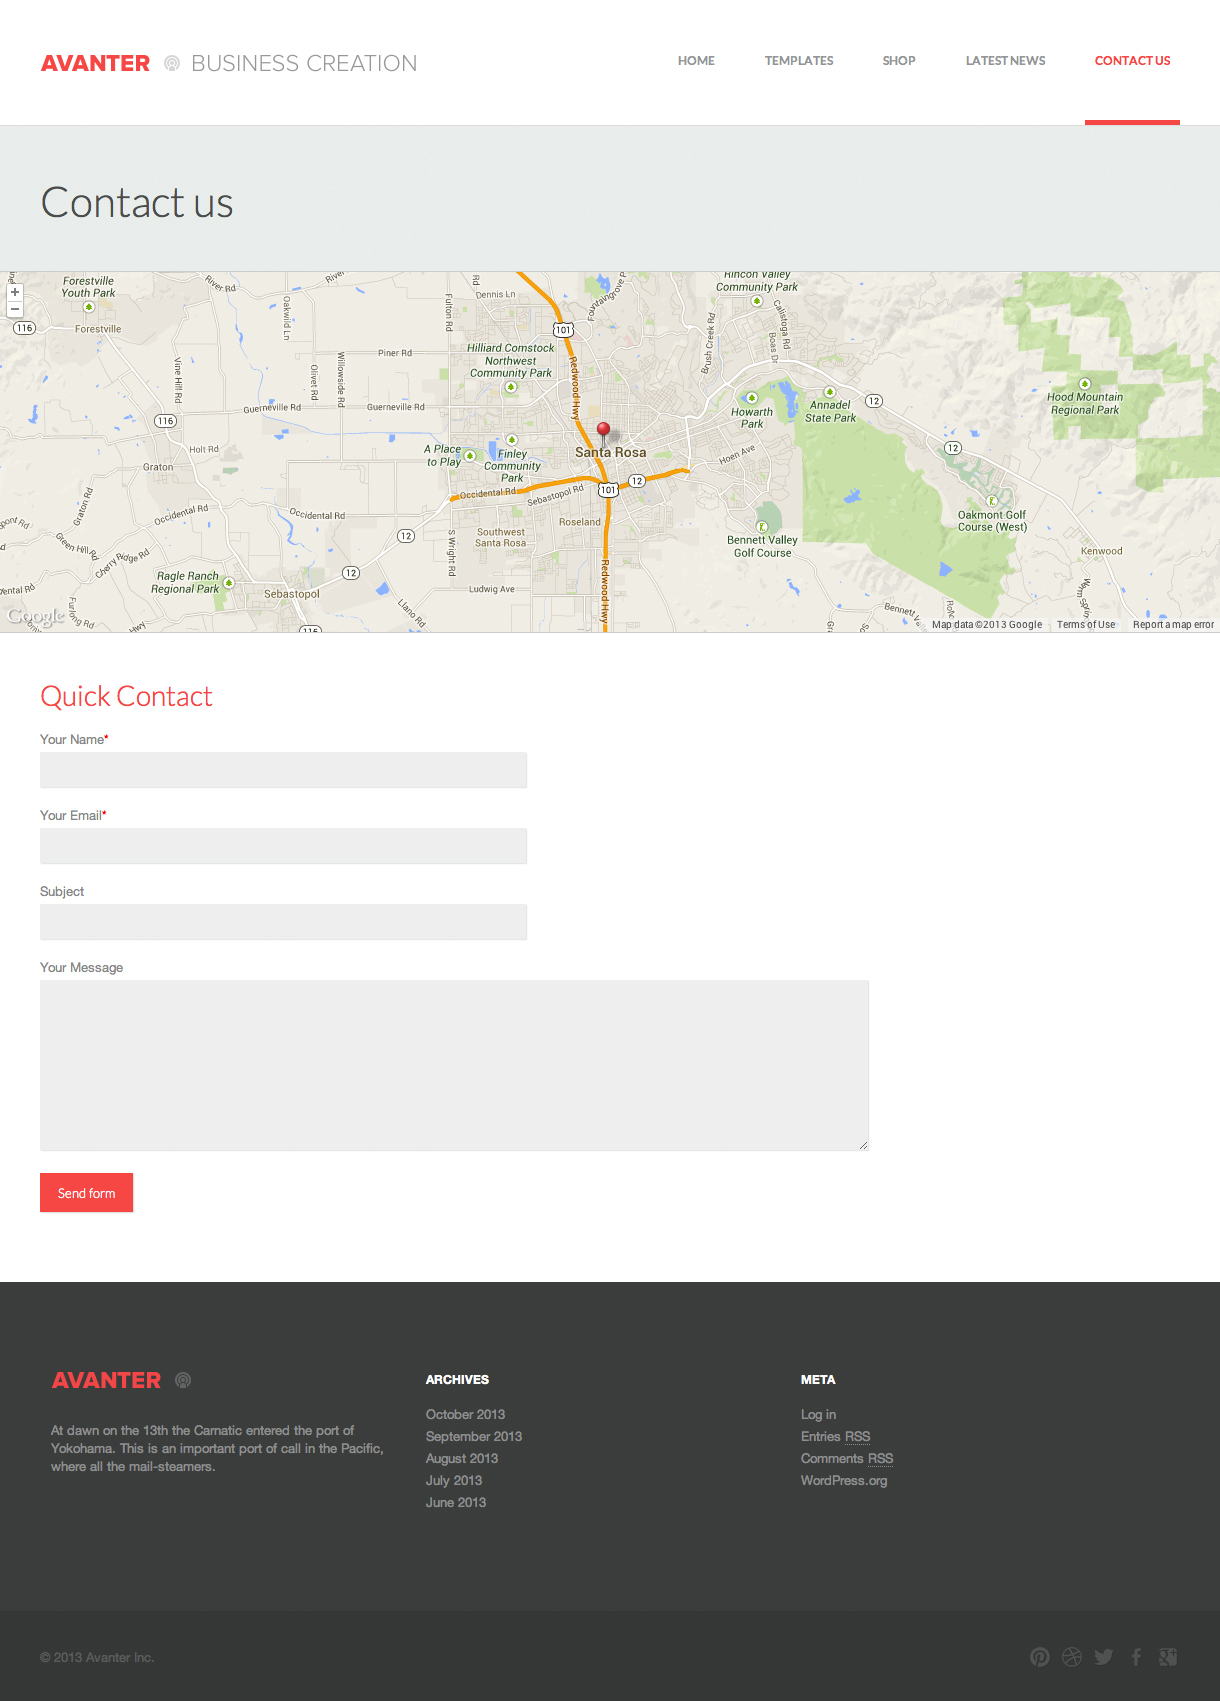 AVANTER BUSINESS CREATION
HOME TEMPLATES SHOP LATEST NEWS CONTACT US
Contact us
+
−
Forestville
Youth Park
116
Forestville
River Rd
River
Oakwild Ln
Vine Hill Rd
Olivet Rd
Willowside Rd
Piner Rd
Guerneville Rd
Guerneville Rd
116
Holt Rd
Graton
Graton Rd
Occidental Rd
Occidental Rd
Green Hill Rd
Cherry Ridge Rd
Ragle Ranch
Regional Park
Furlong Rd
Hwy
Sebastopol
116
12
12
Llano Rd
Fulton Rd
Rd
Dennis Ln
101
Hilliard Comstock
Northwest
Community Park
Redwood Hwy
A Place
to Play
Finley
Community
Park
Santa Rosa
Occidental Rd
Sebastopol Rd
101
12
Roseland
Southwest
Santa Rosa
S Wright Rd
Ludwig Ave
Redwood Hwy
Fountaingrove P
Rincon Valley
Community Park
Brush Creek Rd
Calistoga Rd
Boas Dr
Howarth
Park
Annadel
State Park
12
Hoen Ave
Bennett Valley
Golf Course
12
Hood Mountain
Regional Park
Oakmont Golf
Course (West)
Kenwood
Warm Sprin
Bennett
Google
Map data ©2013 Google Terms of Use Report a map error
Quick Contact
Your Name*
Your Email*
Subject
Your Message
Send form
AVANTER
At dawn on the 13th the Carnatic entered the port of
Yokohama. This is an important port of call in the Pacific,
where all the mail-steamers.
ARCHIVES
October 2013
September 2013
August 2013
July 2013
June 2013
META
Log in
Entries RSS
Comments RSS
WordPress.org
© 2013 Avanter Inc.